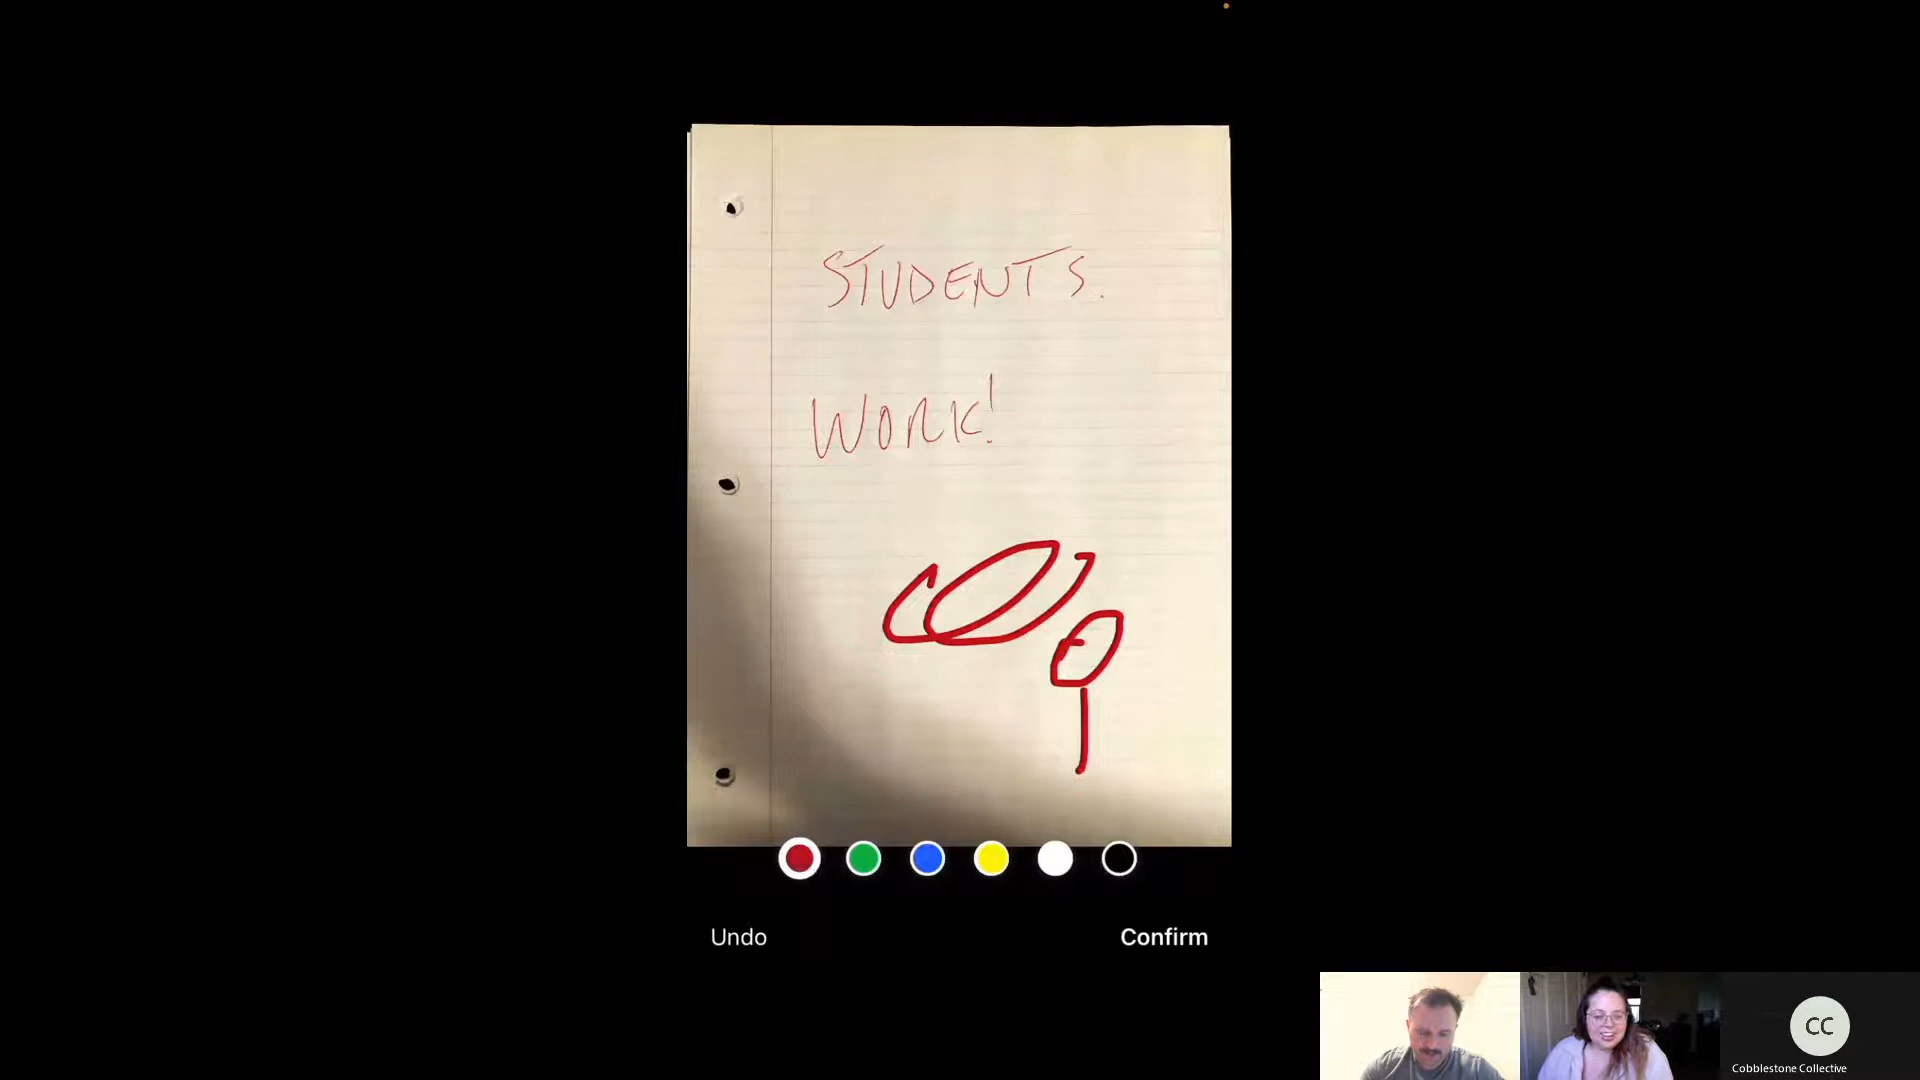 STUDENTS.
WORK!
Undo
Confirm
CC
Cobblestone Collective